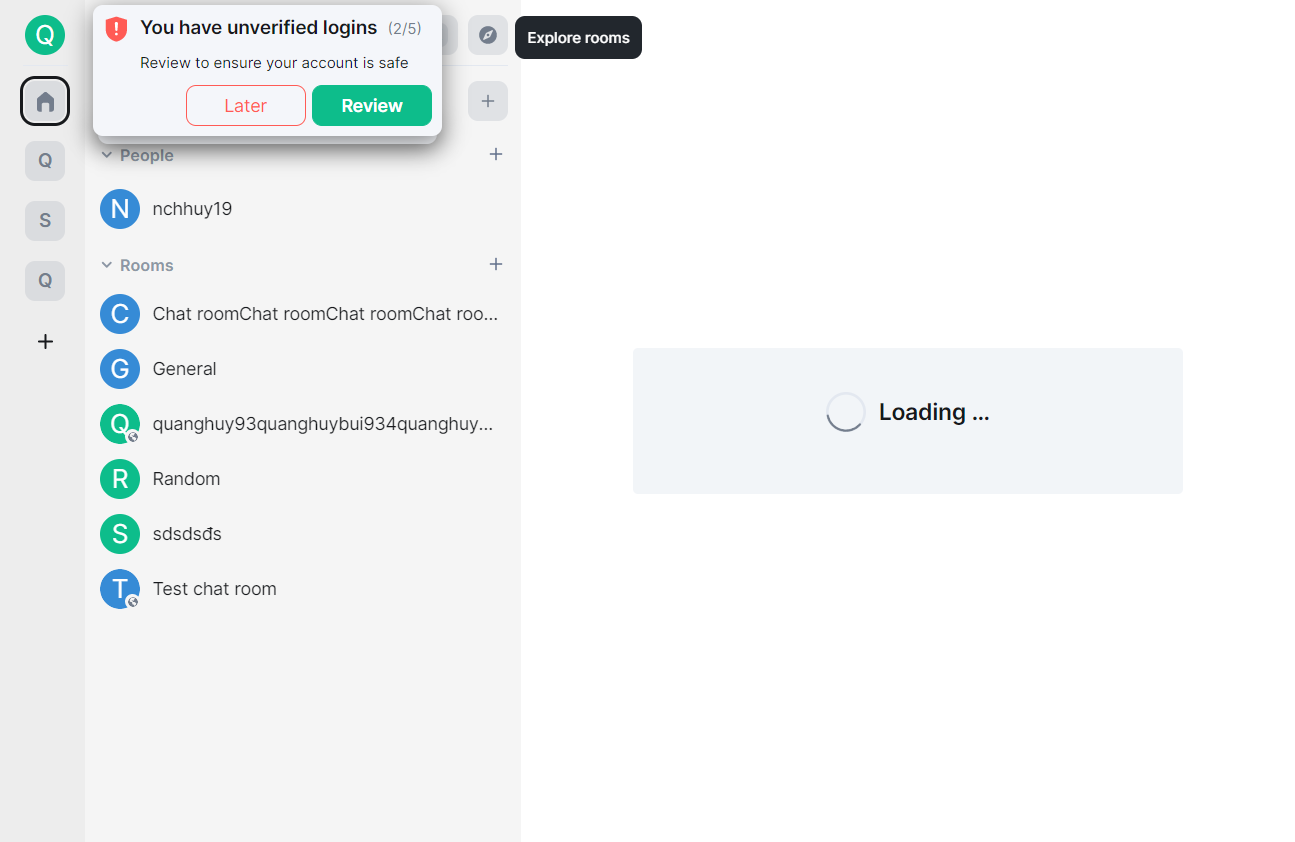 Q
You have unverified logins (2/5)
Review to ensure your account is safe
Later
Review
Explore rooms
Q
S
Q
People
N nchhuy19
Rooms
C Chat roomChat roomChat roomChat roo...
G General
Q quanghuy93quanghuybui934quanghuy...
R Random
S sdsdsđs
T Test chat room
Loading ...